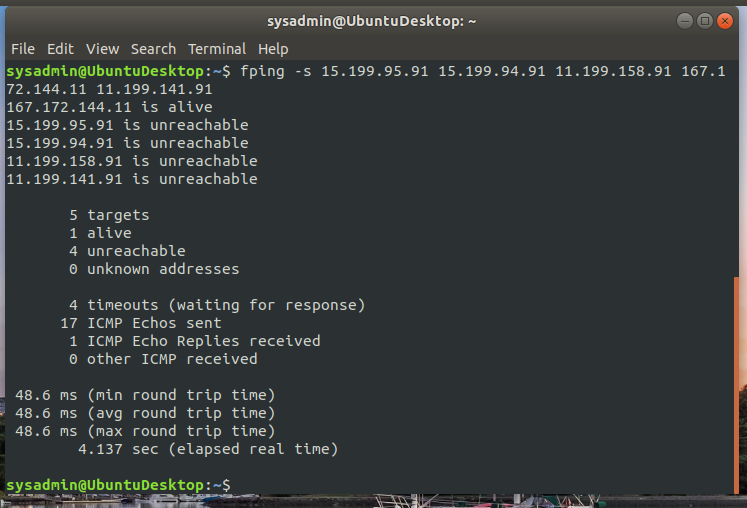 sysadmin@UbuntuDesktop: ~
File Edit View Search Terminal Help
sysadmin@UbuntuDesktop:~$ fping -s 15.199.95.91 15.199.94.91 11.199.158.91 167.1
72.144.11 11.199.141.91
167.172.144.11 is alive
15.199.95.91 is unreachable
15.199.94.91 is unreachable
11.199.158.91 is unreachable
11.199.141.91 is unreachable
5 targets
1 alive
4 unreachable
0 unknown addresses
4 timeouts (waiting for response)
17 ICMP Echos sent
1 ICMP Echo Replies received
0 other ICMP received
48.6 ms (min round trip time)
48.6 ms (avg round trip time)
48.6 ms (max round trip time)
4.137 sec (elapsed real time)
sysadmin@UbuntuDesktop:~$